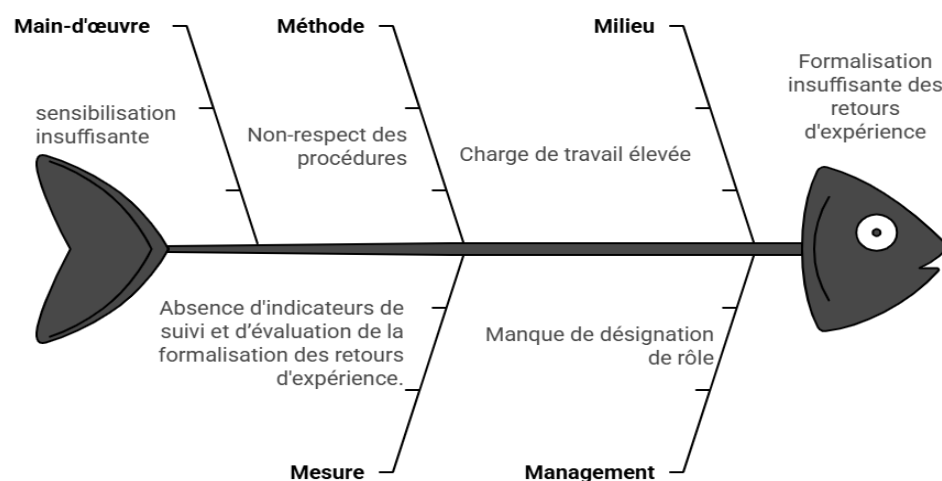 Main-d'œuvre
Méthode
Milieu
Formalisation
insuffisante des
retours
d'expérience
sensibilisation
insuffisante
Non-respect des
procédures
Charge de travail élevée
Absence d'indicateurs de
suivi et d’évaluation de la
formalisation des retours
d'expérience.
Manque de désignation
de rôle
Mesure
Management